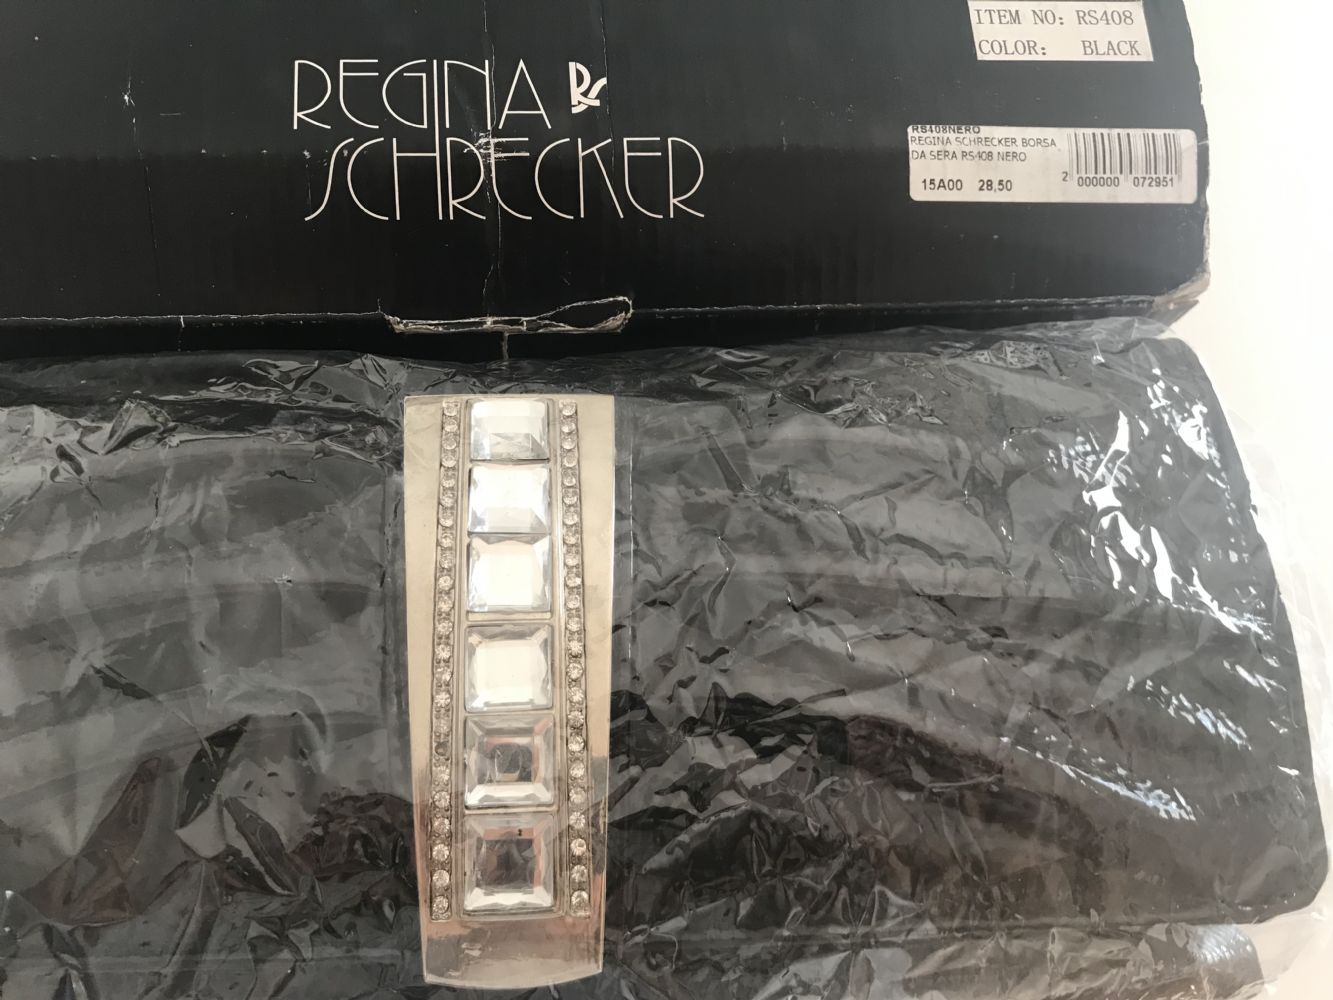 ITEM NO: RS408
COLOR: BLACK
REGINA RS
SCHRECKER
RS408NERO
REGINA SCHRECKER BORSA
DA SERA RS408 NERO
15A00 28,50
2 000000 072951